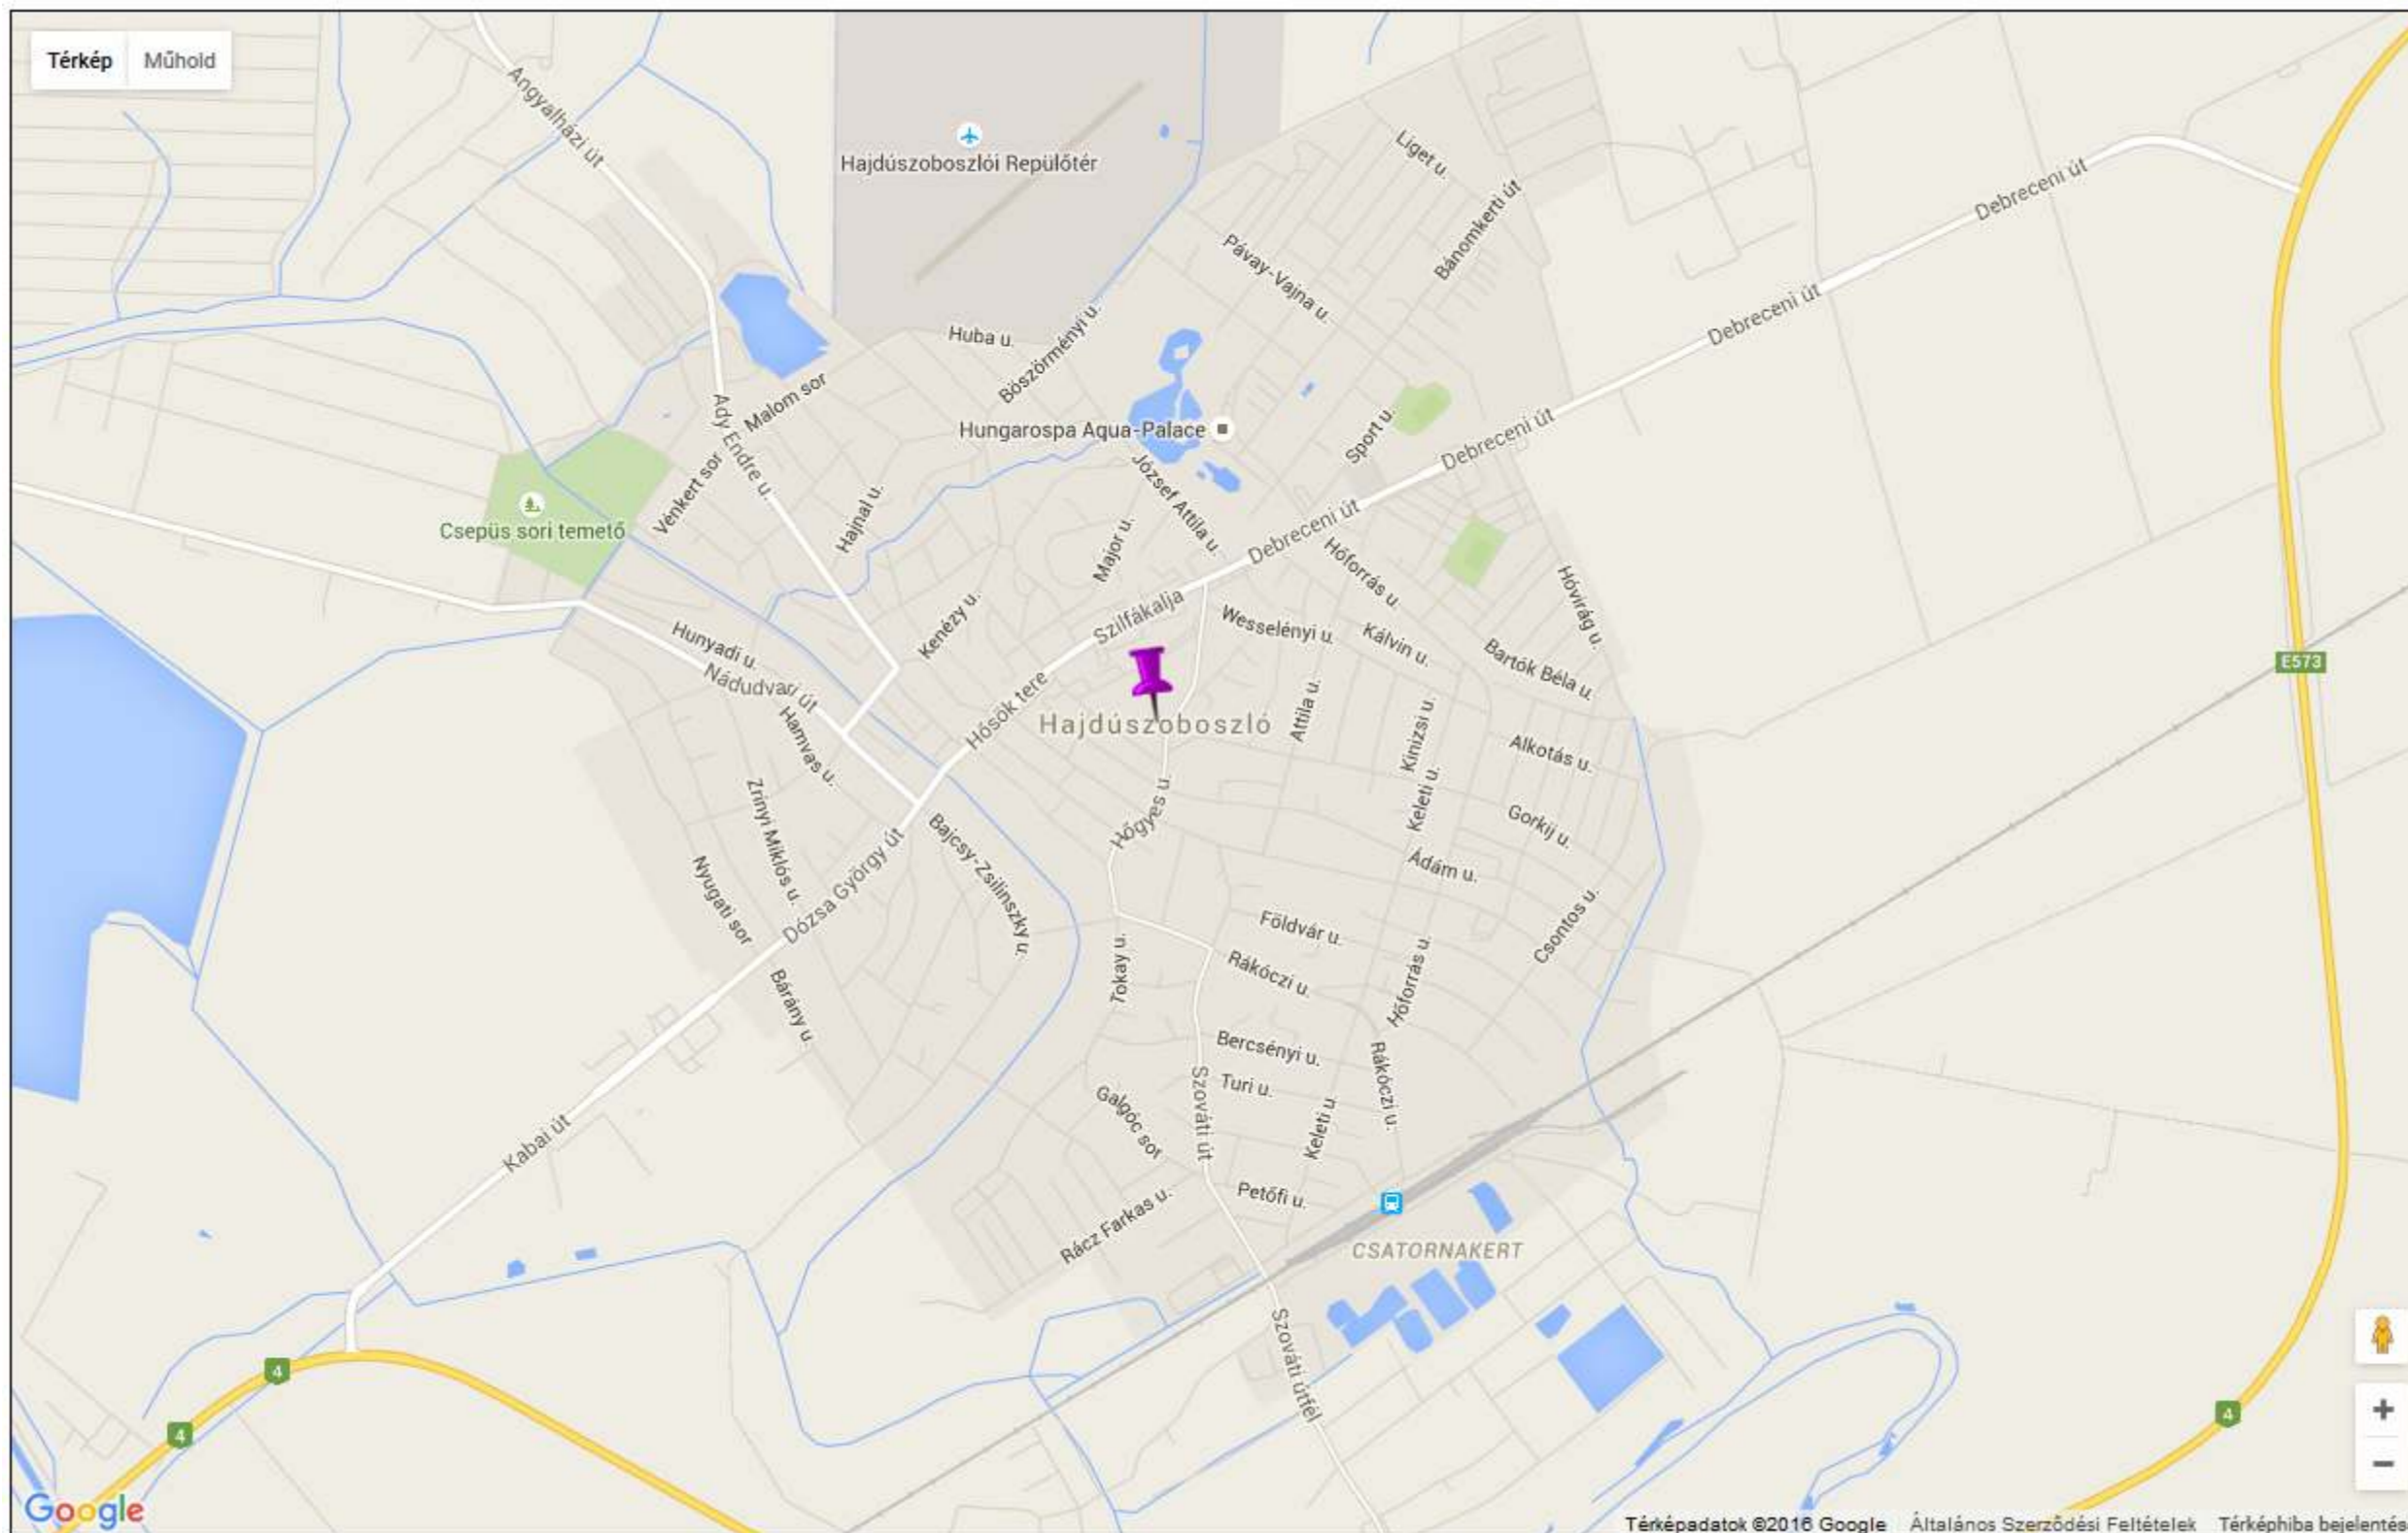 Térkép
Műhold
Angyalházi út
Hajdúszoboszlói Repülőtér
Liget u.
Bánomkerti út
Debreceni út
Pávay-Vajna u.
Debreceni út
Huba u.
Böszörményi u.
Malom sor
Ady Endre u.
Hungarospa Aqua-Palace
Sport u.
Debreceni út
Vénkert sor
József Attila u.
Hajnal u.
Csepüs sori temető
Major u.
Debreceni út
Hőforrás u.
Hóvirág u.
Kenézy u.
Szilfákalja
Wesselényi u.
Kálvin u.
Hunyadi u.
Nádudvari út
Bartók Béla u.
E573
Hősök tere
Hajdúszoboszló
Attila u.
Kinizsi u.
Hamvas u.
Alkotás u.
Zrínyi Miklós u.
Keleti u.
Hőgyes u.
Gorkij u.
Bajcsy-Zsilinszky u.
Dózsa György út
Ádám u.
Nyugati sor
Csontos u.
Földvár u.
Tokay u.
Rákóczi u.
Hőforrás u.
Bárány u.
Bercsényi u.
Rákóczi u.
Turi u.
Szováti út
Galgóc sor
Keleti u.
Kabai út
Petőfi u.
Rácz Farkas u.
CSATORNAKERT
Szováti útfél
4
4
4
Google
Térképadatok ©2016 Google
Általános Szerződési Feltételek
Térképhiba bejelentés